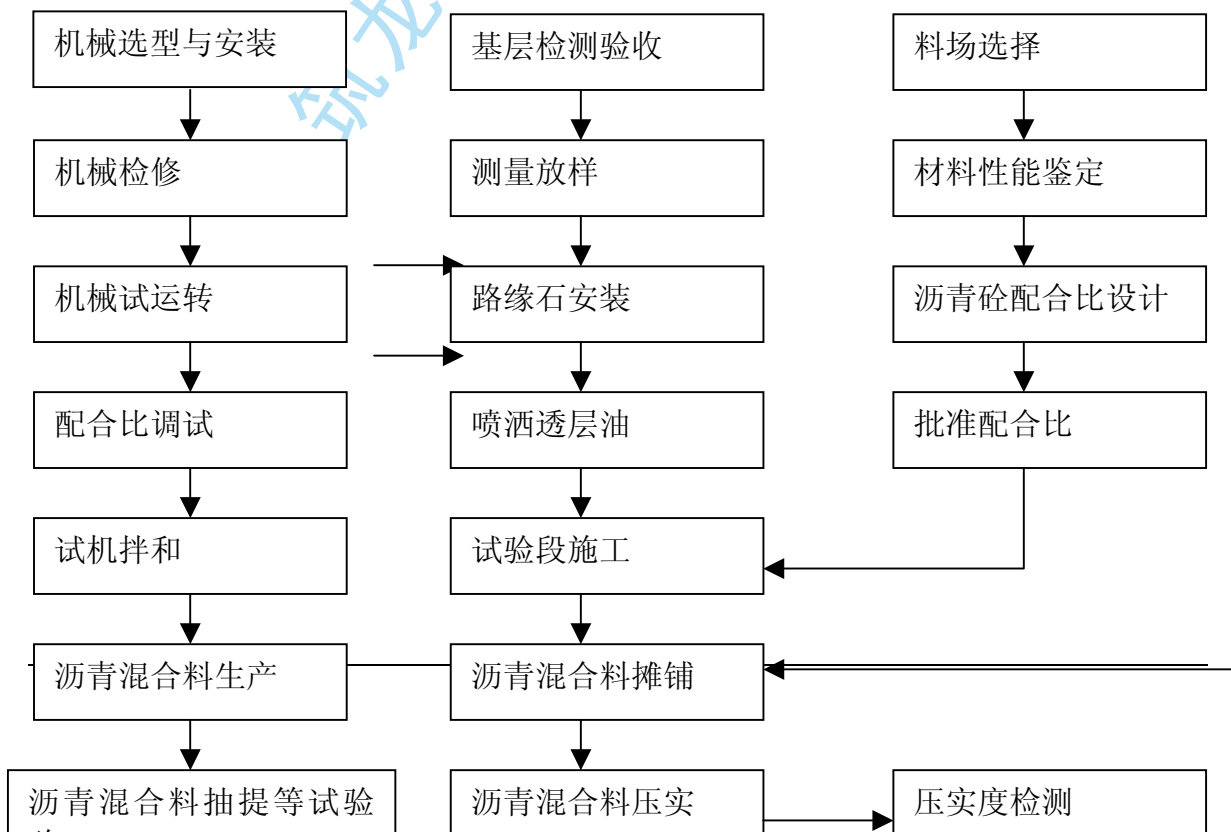 机械选型与安装
基层检测验收
料场选择
机械检修
测量放样
材料性能鉴定
机械试运转
路缘石安装
沥青砼配合比设计
配合比调试
喷洒透层油
批准配合比
试机拌和
试验段施工
沥青混合料生产
沥青混合料摊铺
沥青混合料抽提等试验
沥青混合料压实
压实度检测
筑龙